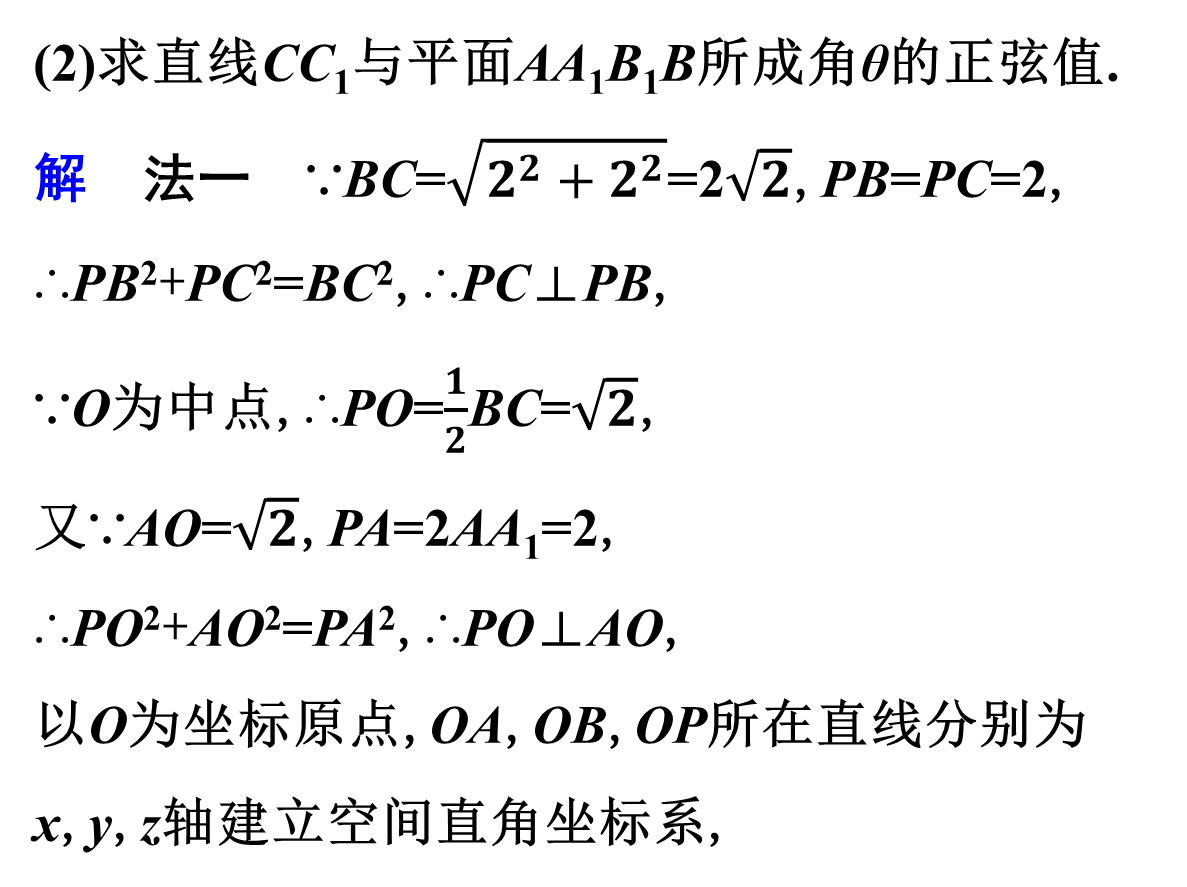 (2)求直线CC₁与平面AA₁B₁B所成角θ的正弦值.
解 法一 ∵BC=√(2²+2²)=2√2,PB=PC=2,
∴PB²+PC²=BC²,∴PC⊥PB,
∵O为中点,∴PO=1/2BC=√2,
又∵AO=√2,PA=2AA₁=2,
∴PO²+AO²=PA²,∴PO⊥AO,
以O为坐标原点,OA,OB,OP所在直线分别为
x,y,z轴建立空间直角坐标系,